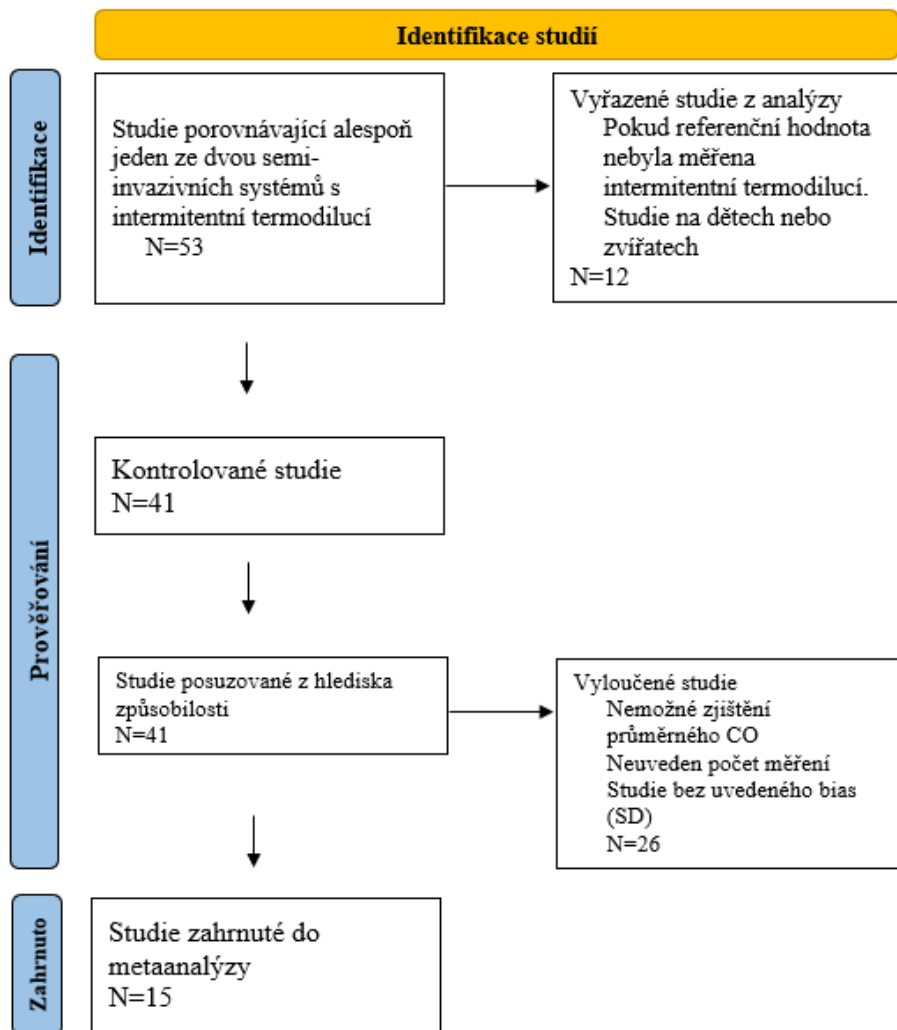 Identifikace studií
Identifikace
Studie porovnávající alespoň
jeden ze dvou semi-
invazivních systémů s
intermitentní termodilucí
N=53
Vyřazené studie z analýzy
Pokud referenční hodnota
nebyla měřena
intermitentní termodilucí.
Studie na dětech nebo
zvířatech
N=12
Prověřování
Kontrolované studie
N=41
Studie posuzované z hlediska
způsobilosti
N=41
Vyloučené studie
Nemožné zjištění
průměrného CO
Neuveden počet měření
Studie bez uvedeného bias
(SD)
N=26
Zahrnuto
Studie zahrnuté do
metaanalýzy
N=15